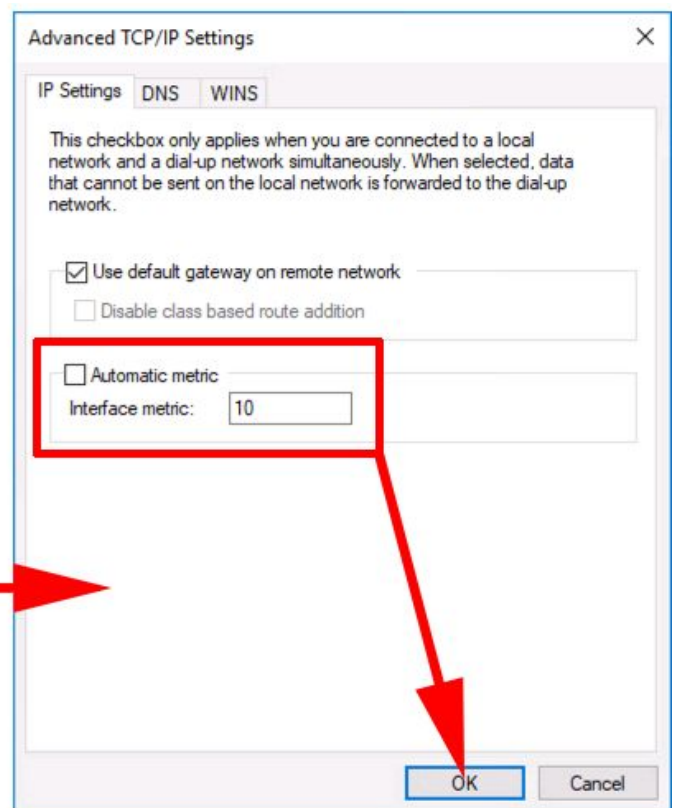 Advanced TCP/IP Settings
IP Settings DNS WINS
This checkbox only applies when you are connected to a local
network and a dial-up network simultaneously. When selected, data
that cannot be sent on the local network is forwarded to the dial-up
network.
Use default gateway on remote network
Disable class based route addition
Automatic metric
Interface metric: 10
OK Cancel